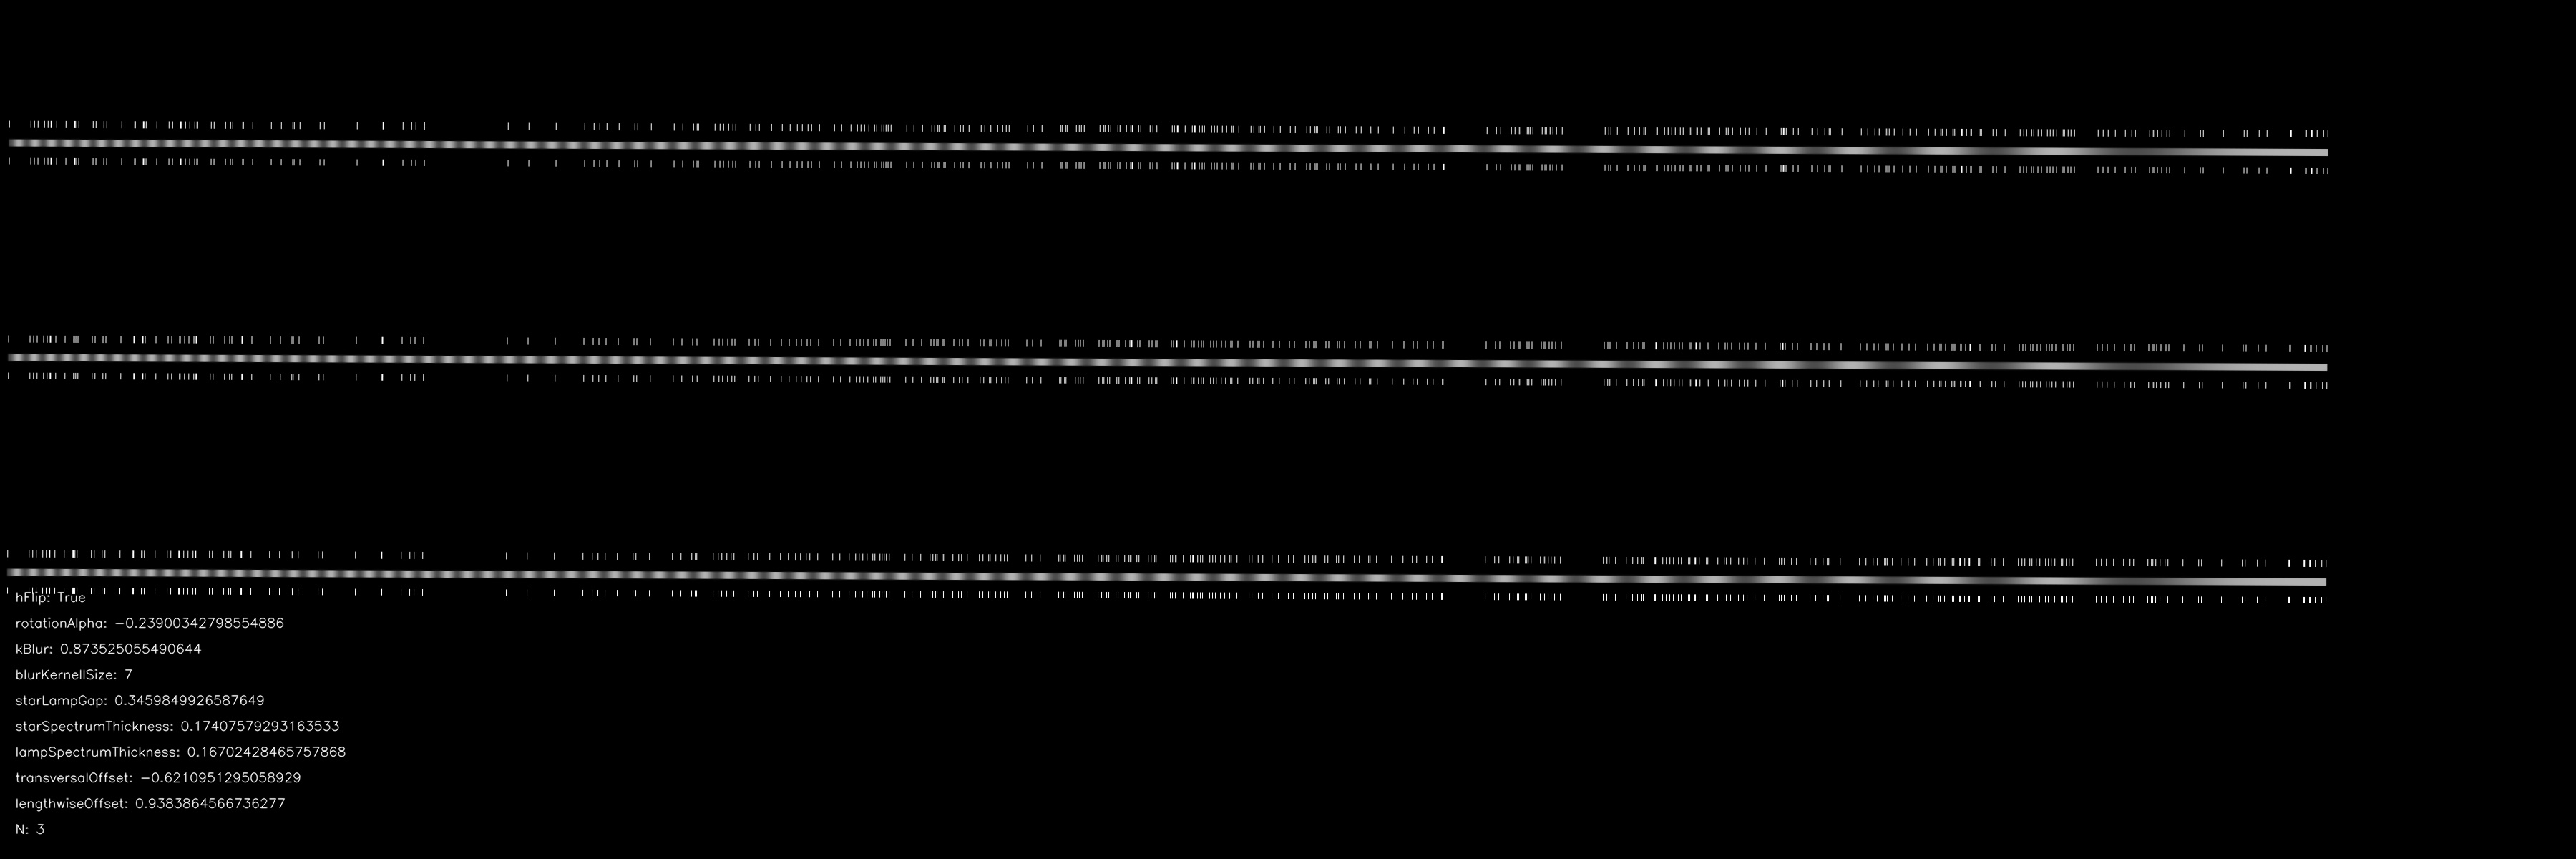 hFlip: True
rotationAlpha: −0.23900342798554886
kBlur: 0.873525055490644
blurKernellSize: 7
starLampGap: 0.3459849926587649
starSpectrumThickness: 0.17407579293163533
lampSpectrumThickness: 0.16702428465757868
transversalOffset: −0.6210951295058929
lengthwiseOffset: 0.9383864566736277
N: 3